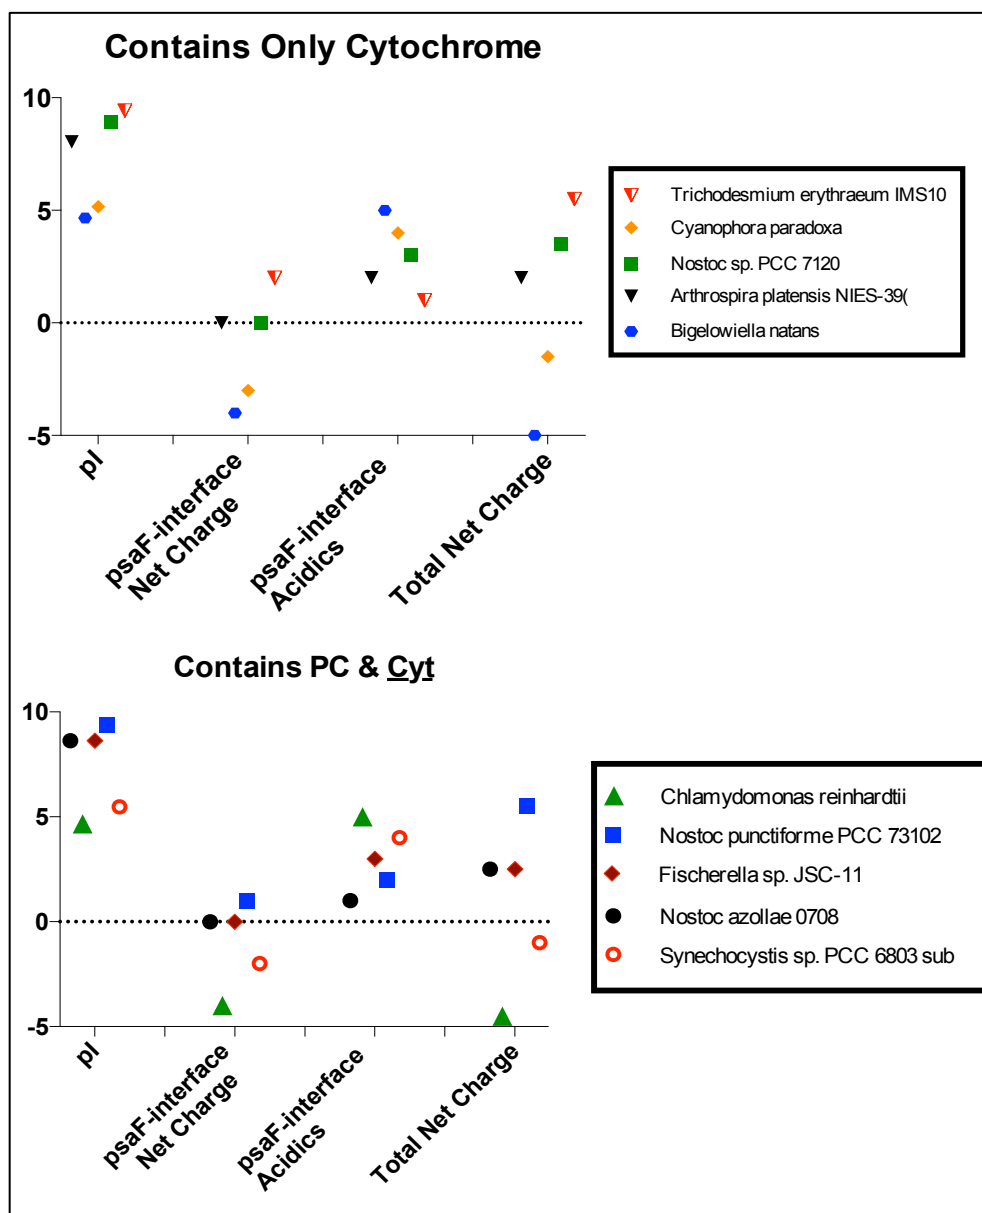 Contains Only Cytochrome
10
5
0
-5
pI
psaF-interface
Net Charge
psaF-interface
Acidics
Total Net Charge
Trichodesmium erythraeum IMS10
Cyanophora paradoxa
Nostoc sp. PCC 7120
Arthrospira platensis NIES-39(
Bigelowiella natans
Contains PC & Cyt
10
5
0
-5
pI
psaF-interface
Net Charge
psaF-interface
Acidics
Total Net Charge
Chlamydomonas reinhardtii
Nostoc punctiforme PCC 73102
Fischerella sp. JSC-11
Nostoc azollae 0708
Synechocystis sp. PCC 6803 sub